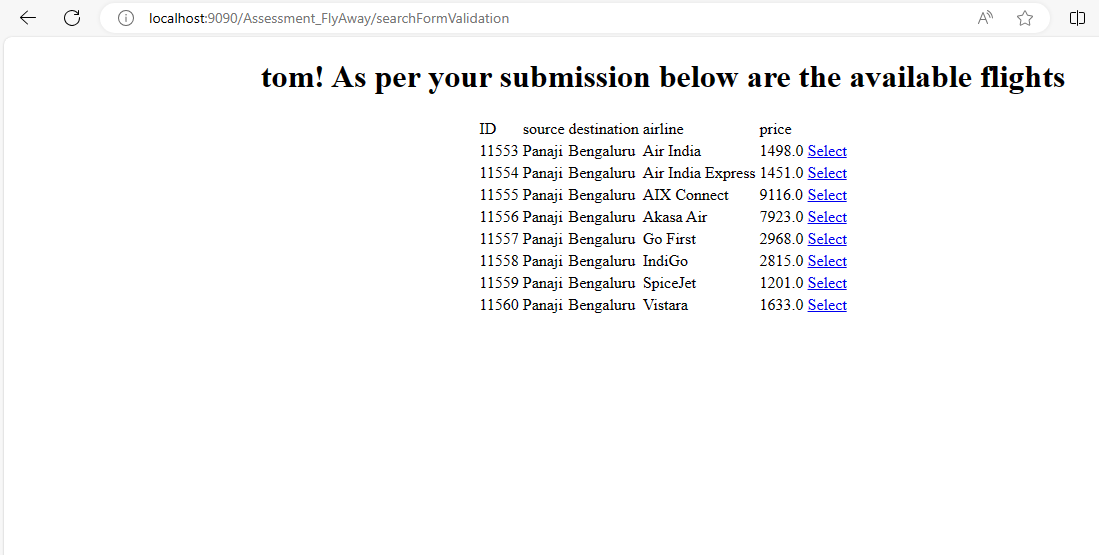 localhost:9090/Assessment_FlyAway/searchFormValidation
tom! As per your submission below are the available flights
ID source destination airline price
11553 Panaji Bengaluru Air India 1498.0 Select
11554 Panaji Bengaluru Air India Express 1451.0 Select
11555 Panaji Bengaluru AIX Connect 9116.0 Select
11556 Panaji Bengaluru Akasa Air 7923.0 Select
11557 Panaji Bengaluru Go First 2968.0 Select
11558 Panaji Bengaluru IndiGo 2815.0 Select
11559 Panaji Bengaluru SpiceJet 1201.0 Select
11560 Panaji Bengaluru Vistara 1633.0 Select